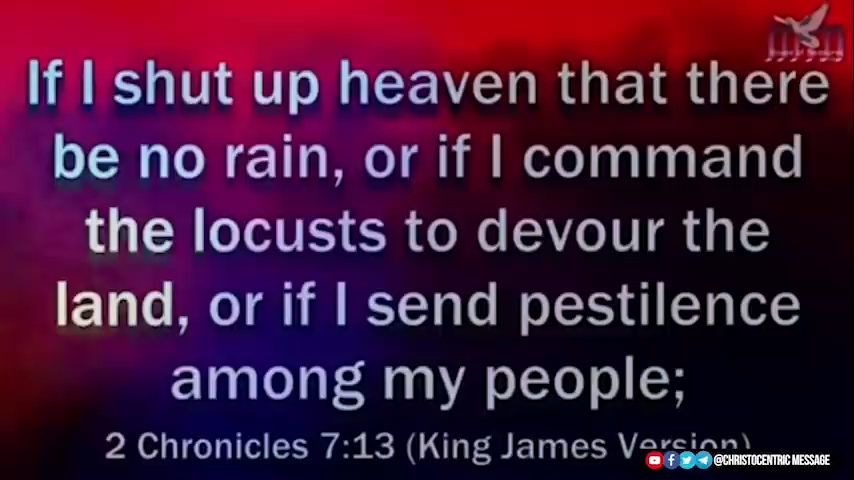 If I shut up heaven that there
be no rain, or if I command
the locusts to devour the
land, or if I send pestilence
among my people;
2 Chronicles 7:13 (King James Version)
@CHRISTOCENTRIC MESSAGE